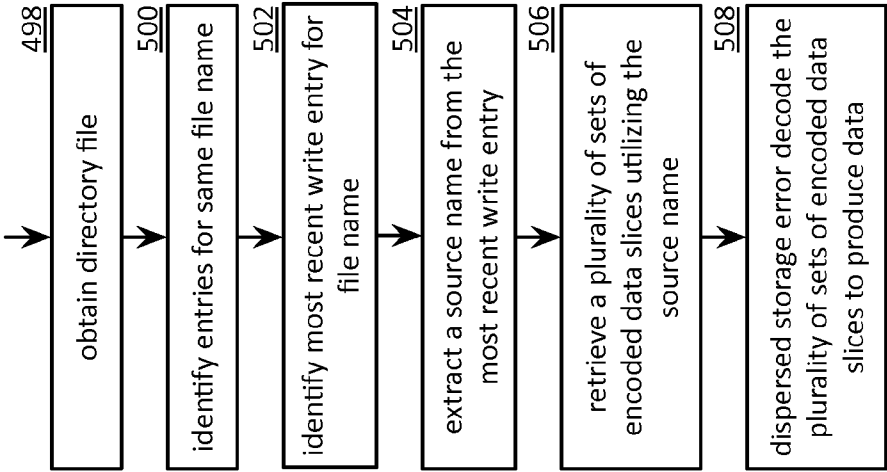 498
obtain directory file
500
identify entries for same file name
502
identify most recent write entry for
file name
504
extract a source name from the
most recent write entry
506
retrieve a plurality of sets of
encoded data slices utilizing the
source name
508
dispersed storage error decode the
plurality of sets of encoded data
slices to produce data